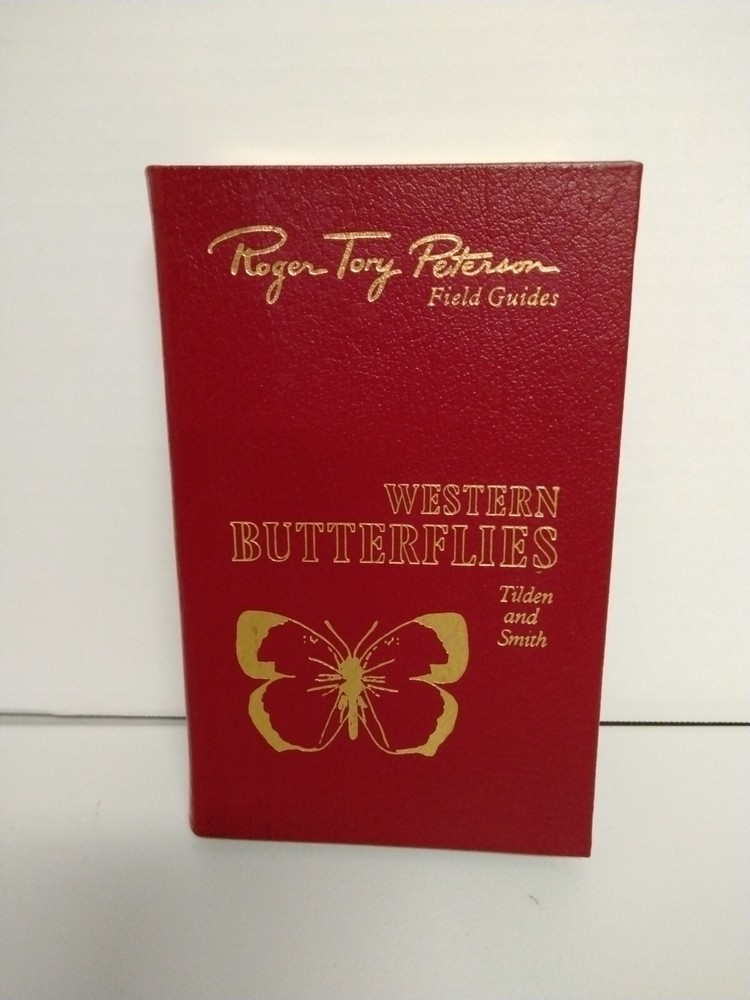 Roger Tory Peterson
Field Guides
WESTERN
BUTTERFLIES
Tilden
and
Smith